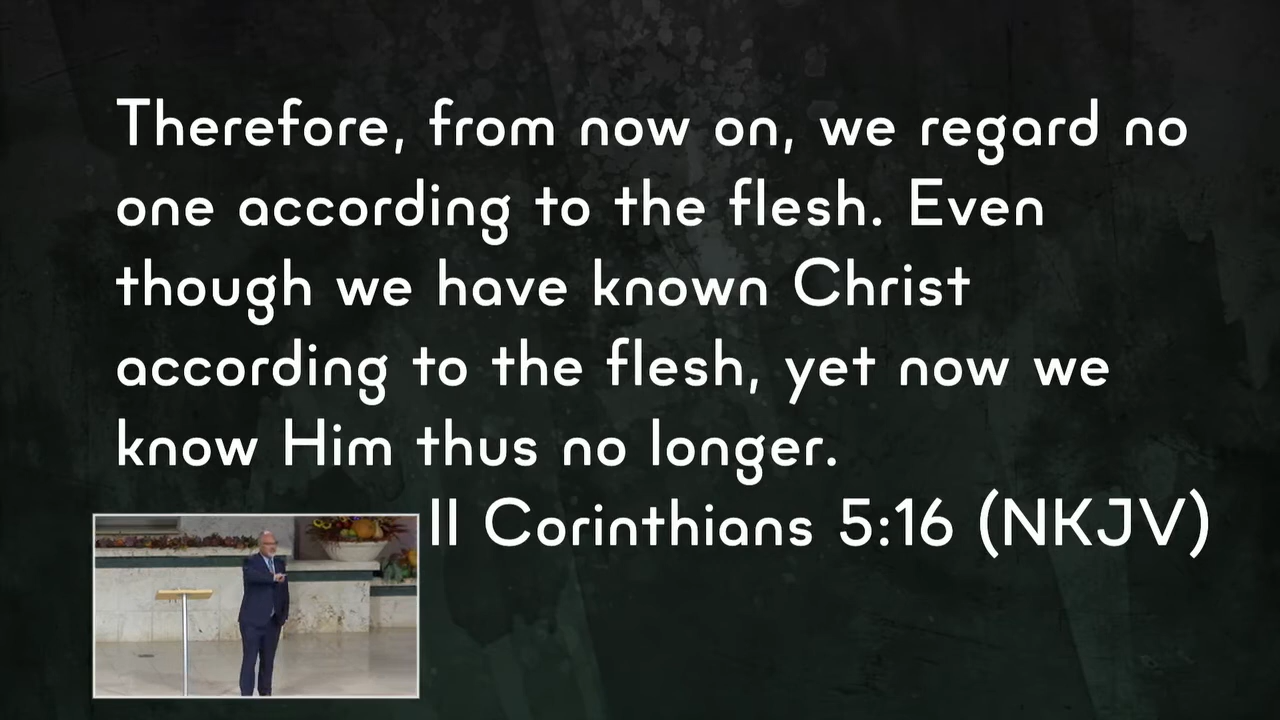 Therefore, from now on, we regard no
one according to the flesh. Even
though we have known Christ
according to the flesh, yet now we
know Him thus no longer.
II Corinthians 5:16 (NKJV)